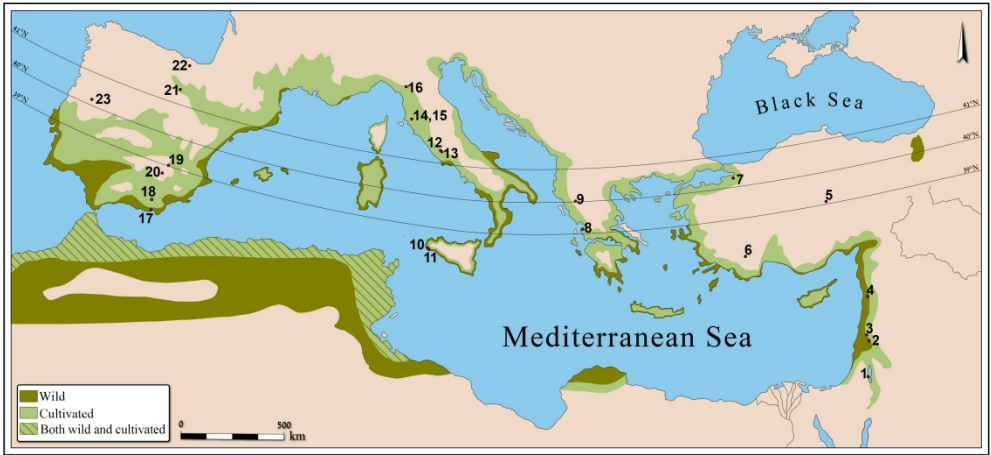 41°N
40°N
39°N
22
21
23
19
20
18
17
16
14 15
12
13
10
11
9
8
7
5
6
4
3
2
1
Black Sea
41°N
40°N
39°N
Mediterranean Sea
Wild
Cultivated
Both wild and cultivated
0 500
km